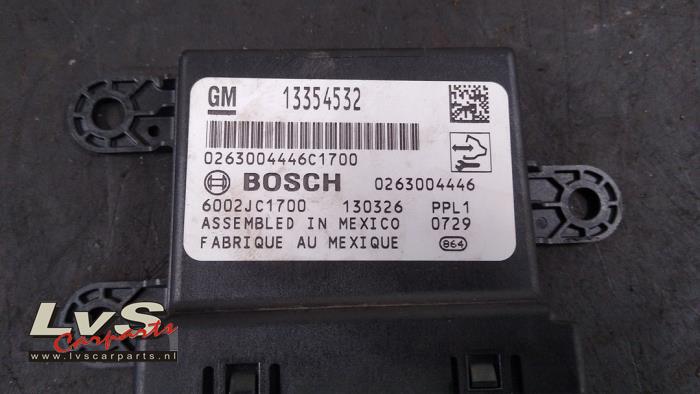 GM 13354532
0263004446C1700
BOSCH 0263004446
6002JC1700 130326 PPL1
ASSEMBLED IN MEXICO 0729
FABRIQUE AU MEXIQUE 864
LvS
Carparts
www.lvscarparts.nl